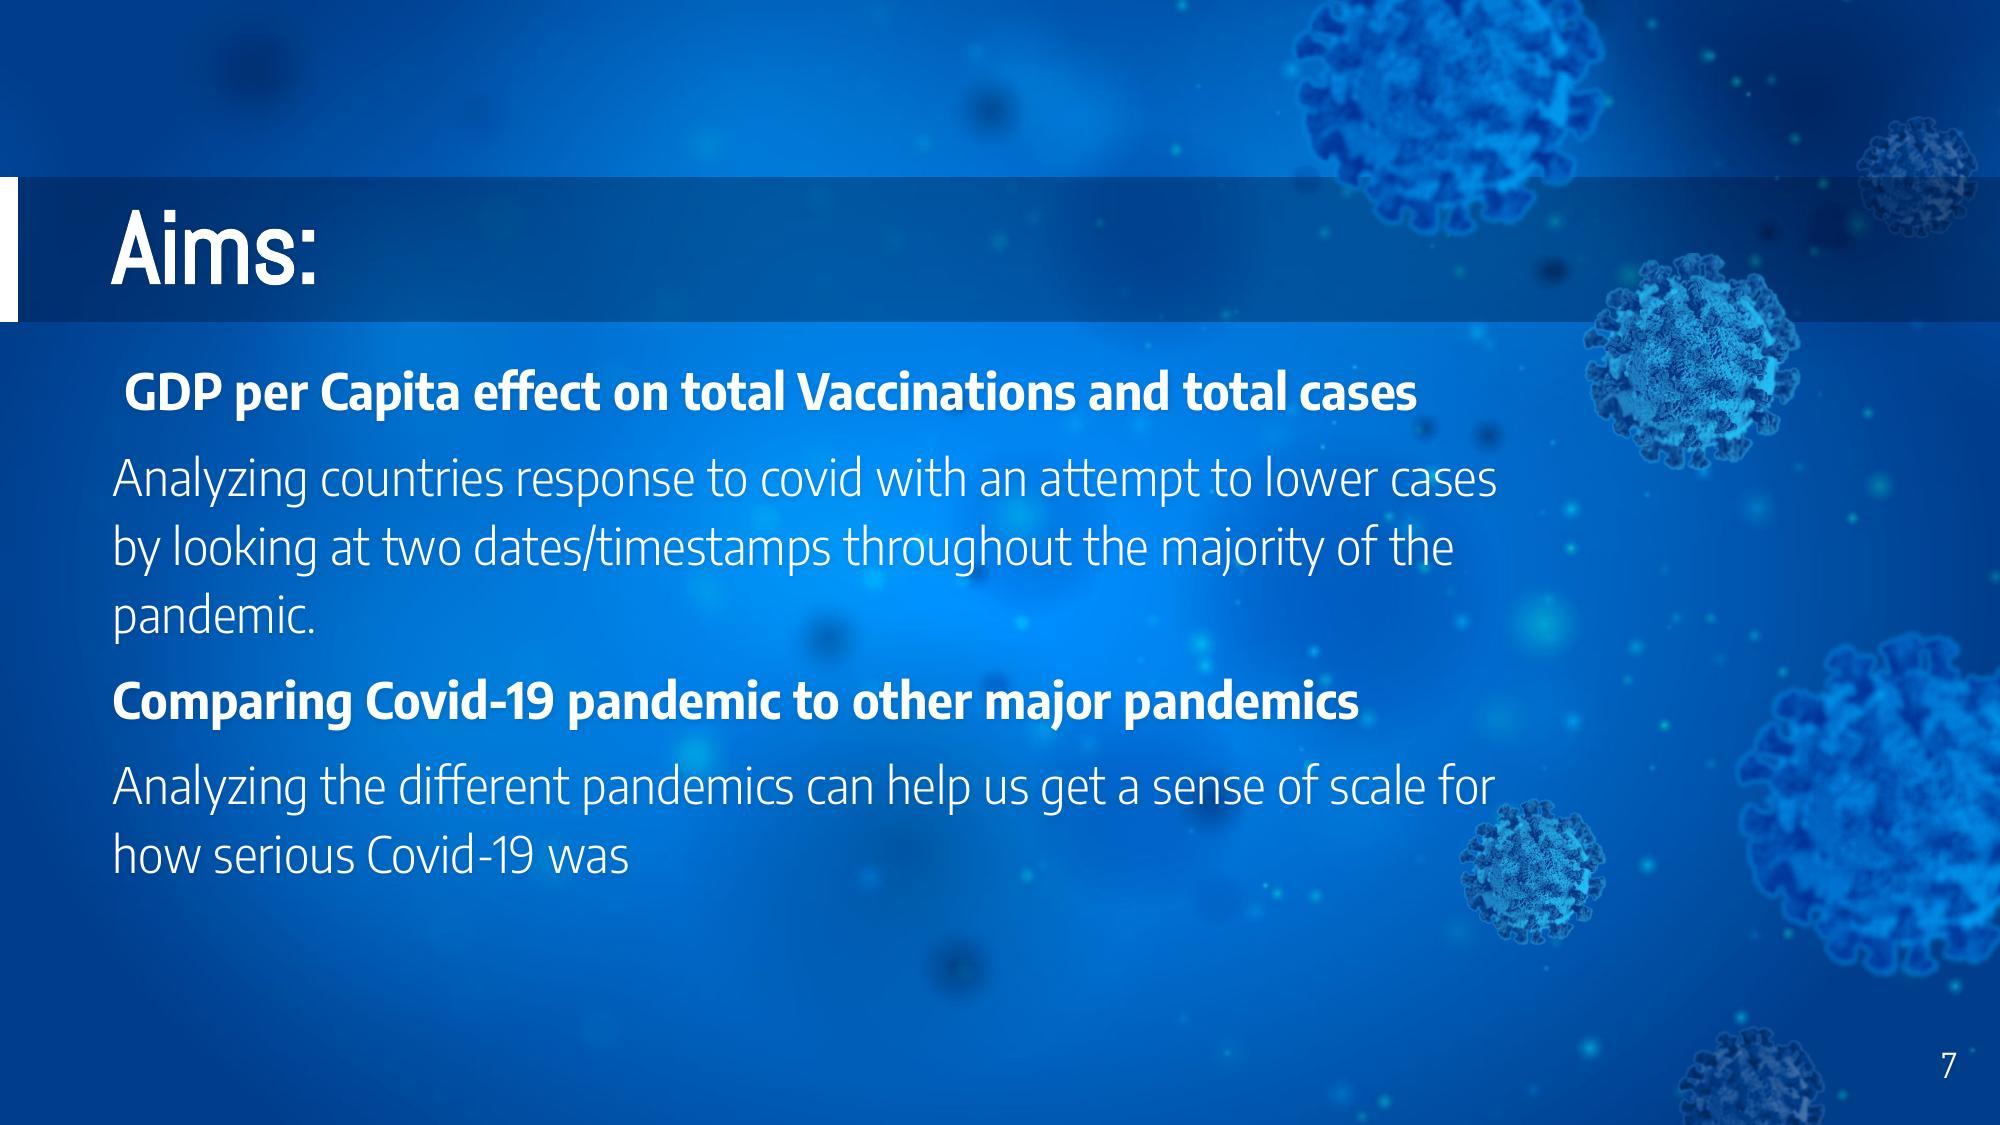 Aims:
GDP per Capita effect on total Vaccinations and total cases
Analyzing countries response to covid with an attempt to lower cases
by looking at two dates/timestamps throughout the majority of the
pandemic.
Comparing Covid-19 pandemic to other major pandemics
Analyzing the different pandemics can help us get a sense of scale for
how serious Covid-19 was
7